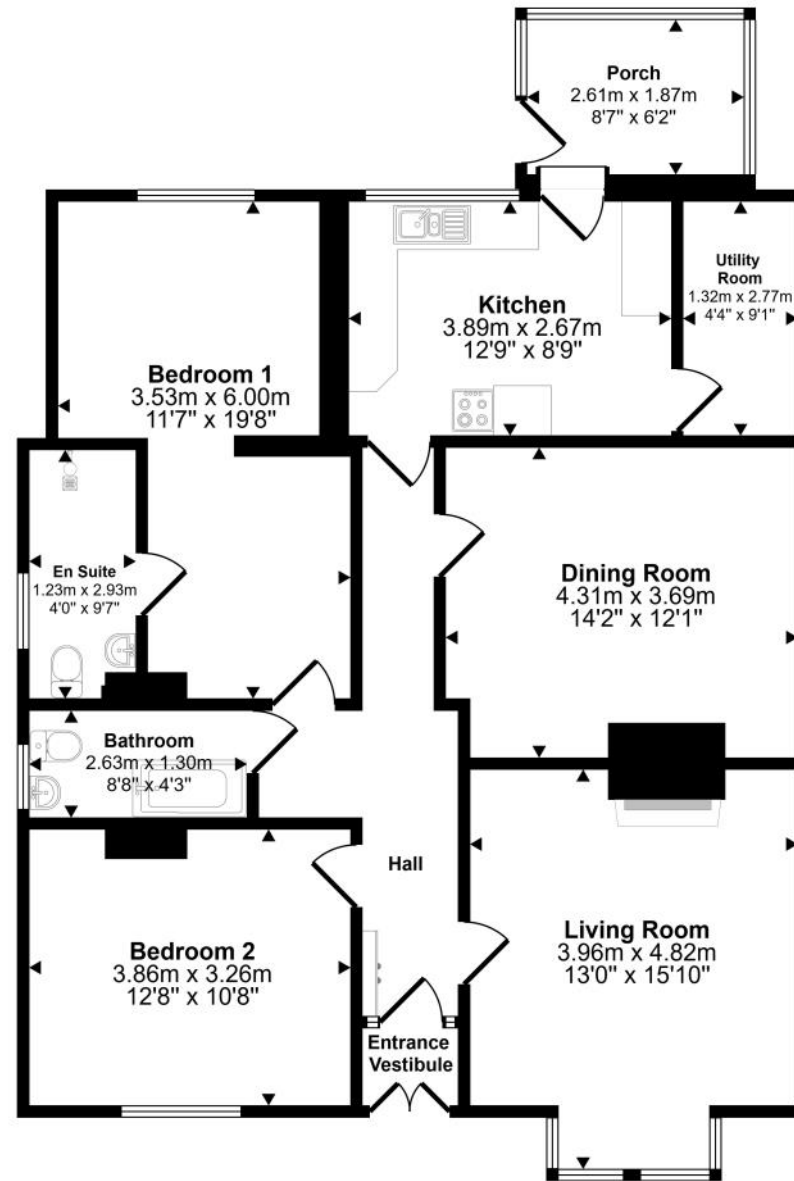 Porch
2.61m x 1.87m
8'7" x 6'2"
Utility
Room
1.32m x 2.77m
4'4" x 9'1"
Kitchen
3.89m x 2.67m
12'9" x 8'9"
Bedroom 1
3.53m x 6.00m
11'7" x 19'8"
En Suite
1.23m x 2.93m
4'0" x 9'7"
Dining Room
4.31m x 3.69m
14'2" x 12'1"
Bathroom
2.63m x 1.30m
8'8" x 4'3"
Hall
Living Room
3.96m x 4.82m
13'0" x 15'10"
Bedroom 2
3.86m x 3.26m
12'8" x 10'8"
Entrance
Vestibule